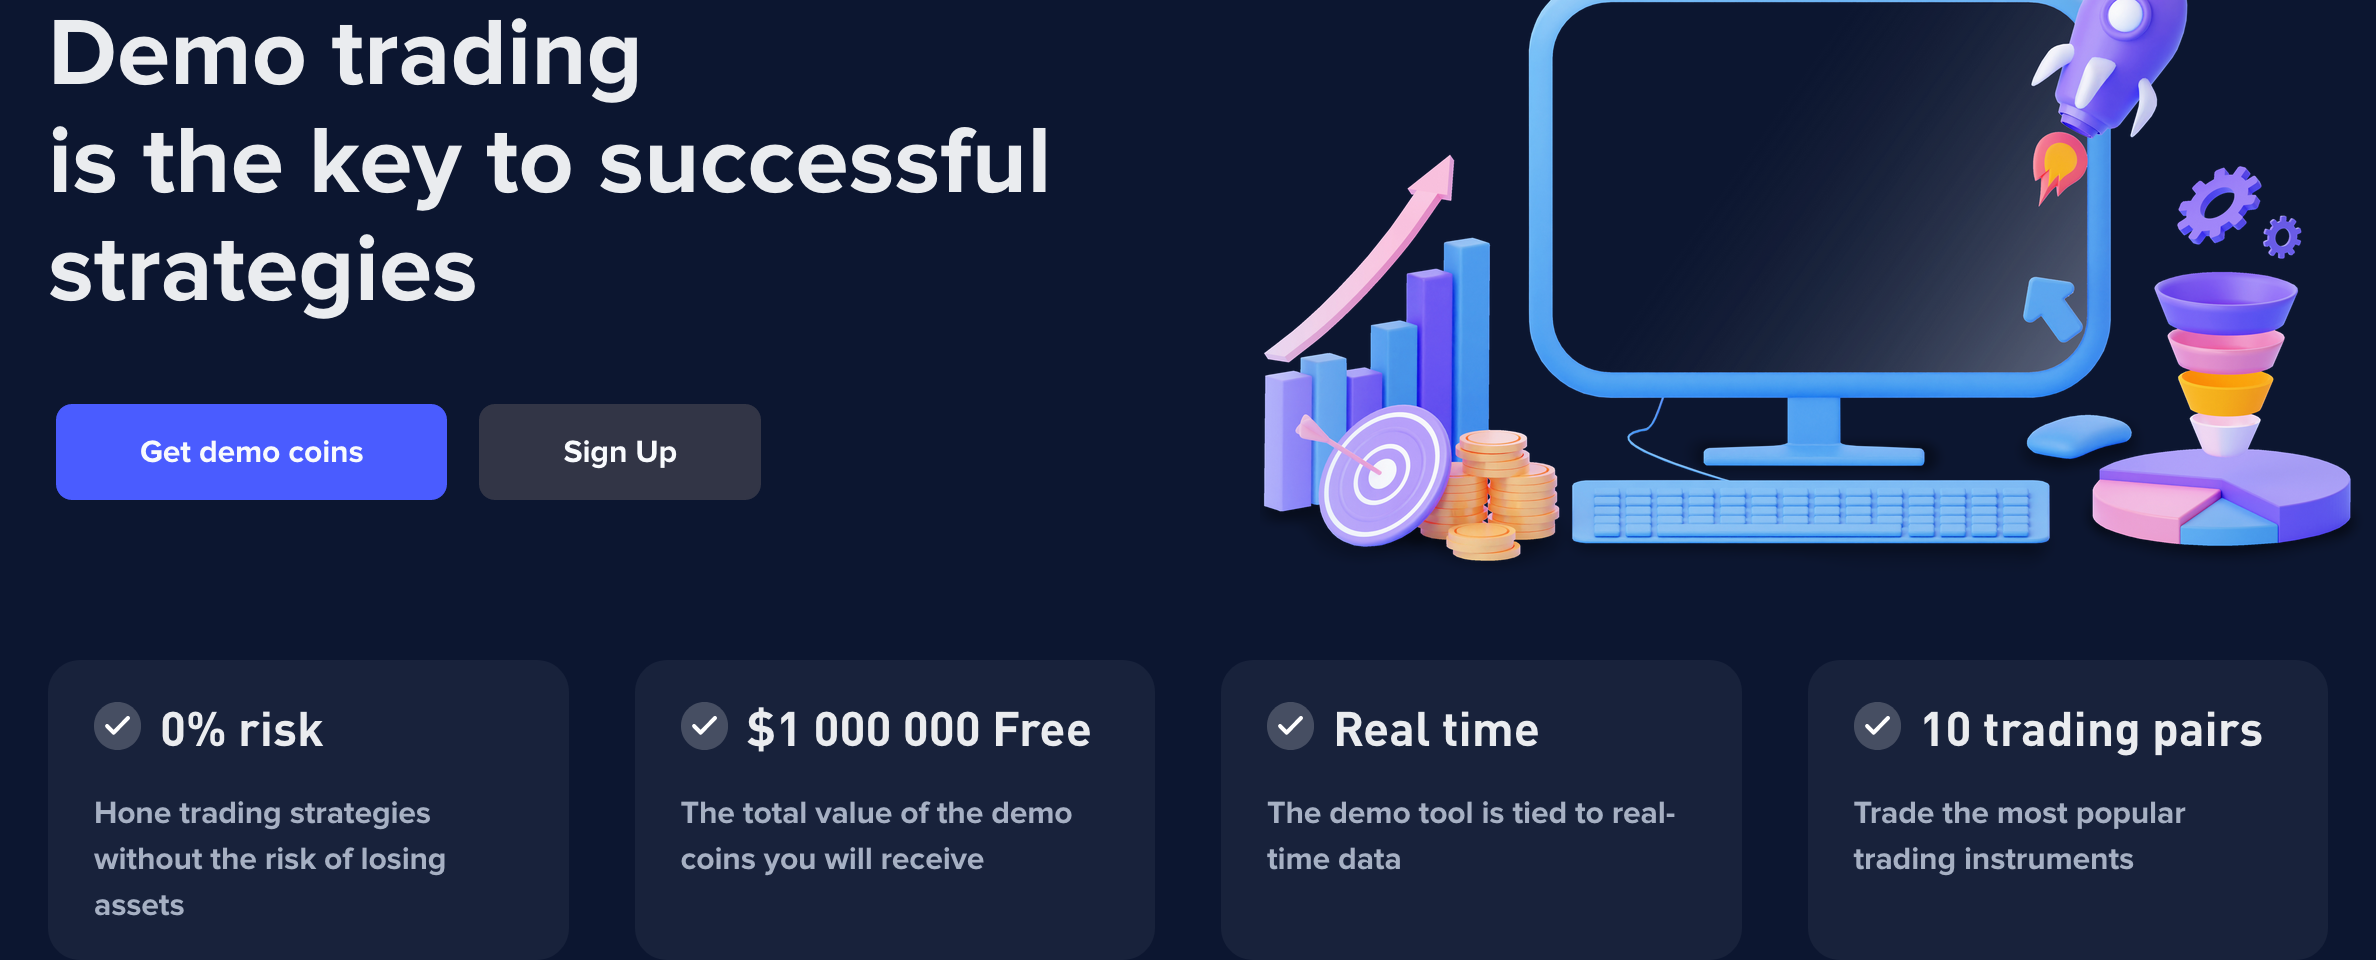 Demo trading
is the key to successful
strategies
Get demo coins
Sign Up
0% risk
Hone trading strategies
without the risk of losing
assets
$1 000 000 Free
The total value of the demo
coins you will receive
Real time
The demo tool is tied to real-
time data
10 trading pairs
Trade the most popular
trading instruments